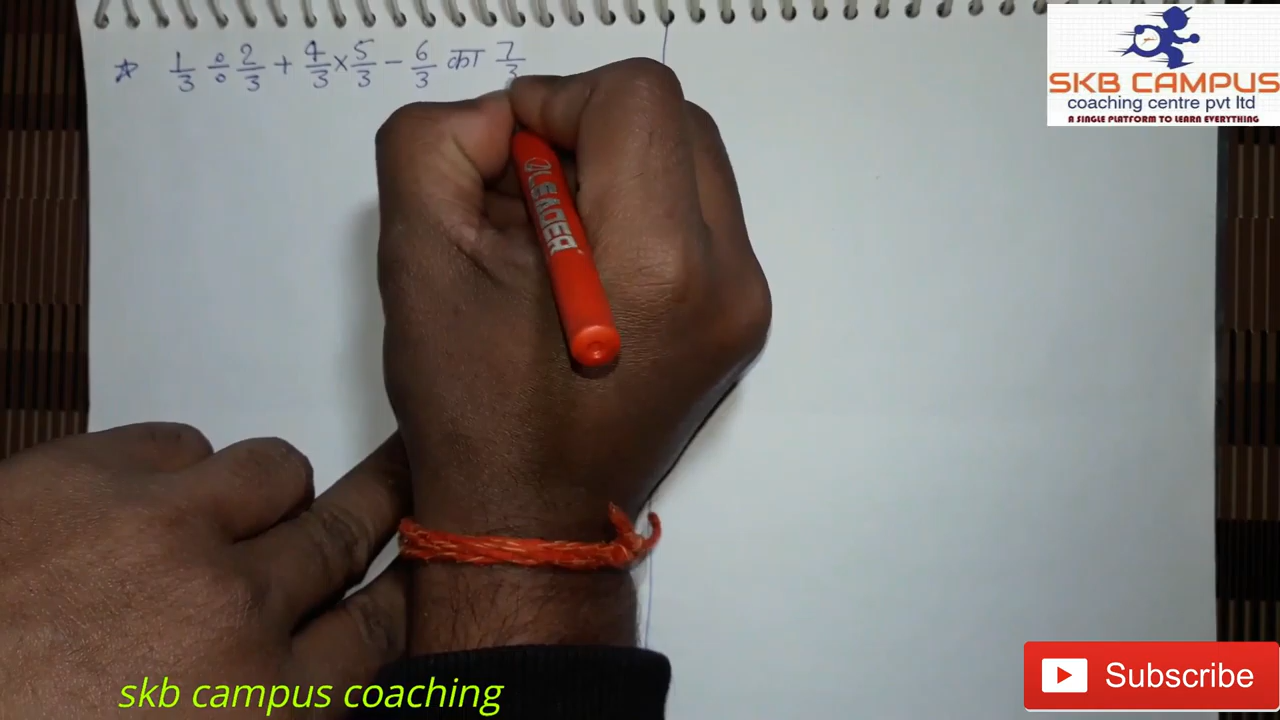 ☆ 1/3 ÷ 2/3 + 4/3 × 5/3 − 6/3 का 7/3
SKB CAMPUS
coaching centre pvt ltd
A SINGLE PLATFORM TO LEARN EVERYTHING
LEADER
Subscribe
skb campus coaching